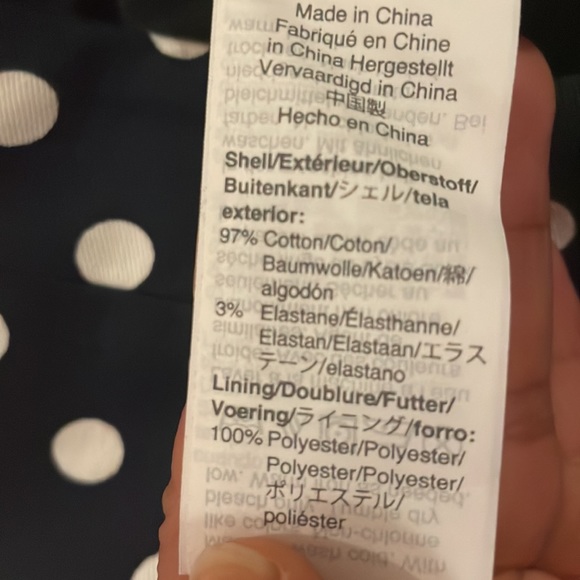 Made in China
Fabriqué en Chine
in China Hergestellt
Vervaardigd in China
中国製
Hecho en China
Shell/Extérieur/Oberstoff/
Buitenkant/シェル/tela
exterior:
97% Cotton/Coton/
Baumwolle/Katoen/綿/
algodón
3% Elastane/Élasthanne/
Elastan/Elastaan/エラス
テーン/elastano
Lining/Doublure/Futter/
Voering/ライニング/forro:
100% Polyester/Polyester/
Polyester/Polyester/
ポリエステル/
poliéster